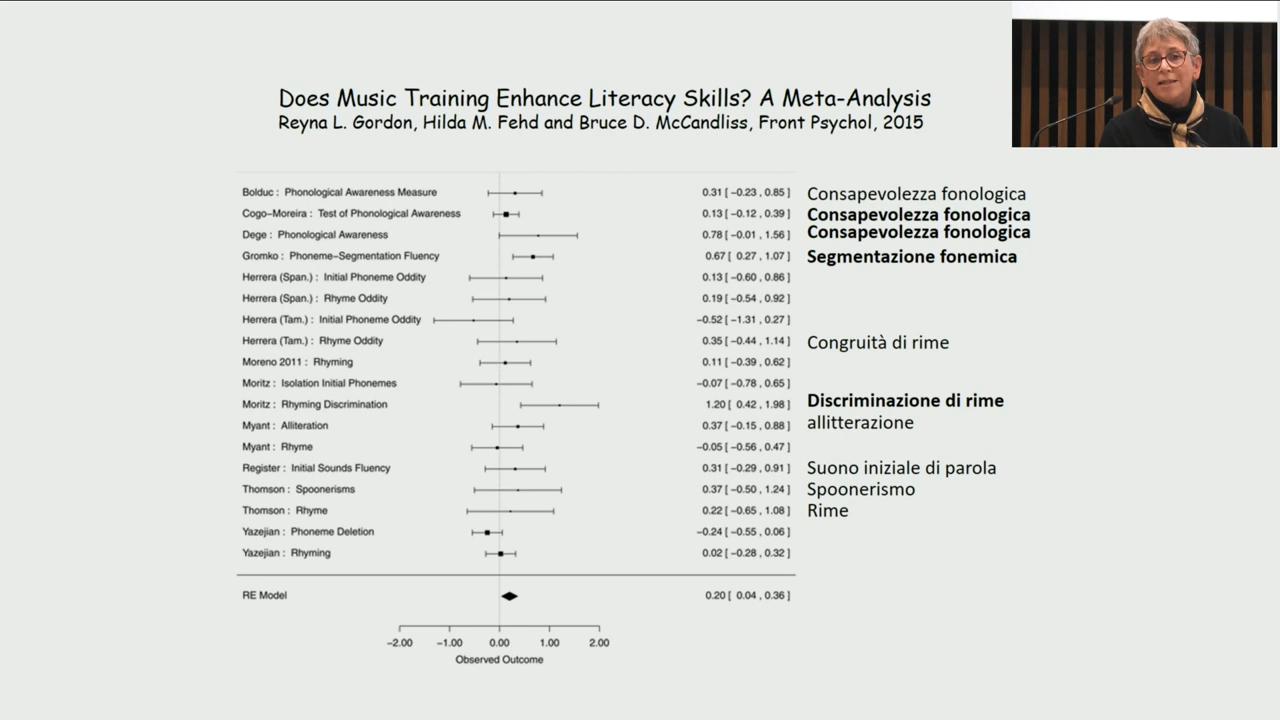 Does Music Training Enhance Literacy Skills? A Meta-Analysis
Reyna L. Gordon, Hilda M. Fehd and Bruce D. McCandliss, Front Psychol, 2015
Bolduc : Phonological Awareness Measure 0.31 [ −0.23 , 0.85 ] Consapevolezza fonologica
Cogo−Moreira : Test of Phonological Awareness 0.13 [ −0.12 , 0.39 ] Consapevolezza fonologica
Dege : Phonological Awareness 0.78 [ −0.01 , 1.56 ] Consapevolezza fonologica
Gromko : Phoneme−Segmentation Fluency 0.67 [ 0.27 , 1.07 ] Segmentazione fonemica
Herrera (Span.) : Initial Phoneme Oddity 0.13 [ −0.60 , 0.86 ]
Herrera (Span.) : Rhyme Oddity 0.19 [ −0.54 , 0.92 ]
Herrera (Tam.) : Initial Phoneme Oddity −0.52 [ −1.31 , 0.27 ]
Herrera (Tam.) : Rhyme Oddity 0.35 [ −0.44 , 1.14 ] Congruità di rime
Moreno 2011 : Rhyming 0.11 [ −0.39 , 0.62 ]
Moritz : Isolation Initial Phonemes −0.07 [ −0.78 , 0.65 ]
Moritz : Rhyming Discrimination 1.20 [ 0.42 , 1.98 ] Discriminazione di rime
Myant : Alliteration 0.37 [ −0.15 , 0.88 ] allitterazione
Myant : Rhyme −0.05 [ −0.56 , 0.47 ]
Register : Initial Sounds Fluency 0.31 [ −0.29 , 0.91 ] Suono iniziale di parola
Thomson : Spoonerisms 0.37 [ −0.50 , 1.24 ] Spoonerismo
Thomson : Rhyme 0.22 [ −0.65 , 1.08 ] Rime
Yazejian : Phoneme Deletion −0.24 [ −0.55 , 0.06 ]
Yazejian : Rhyming 0.02 [ −0.28 , 0.32 ]
RE Model 0.20 [ 0.04 , 0.36 ]
−2.00 −1.00 0.00 1.00 2.00
Observed Outcome